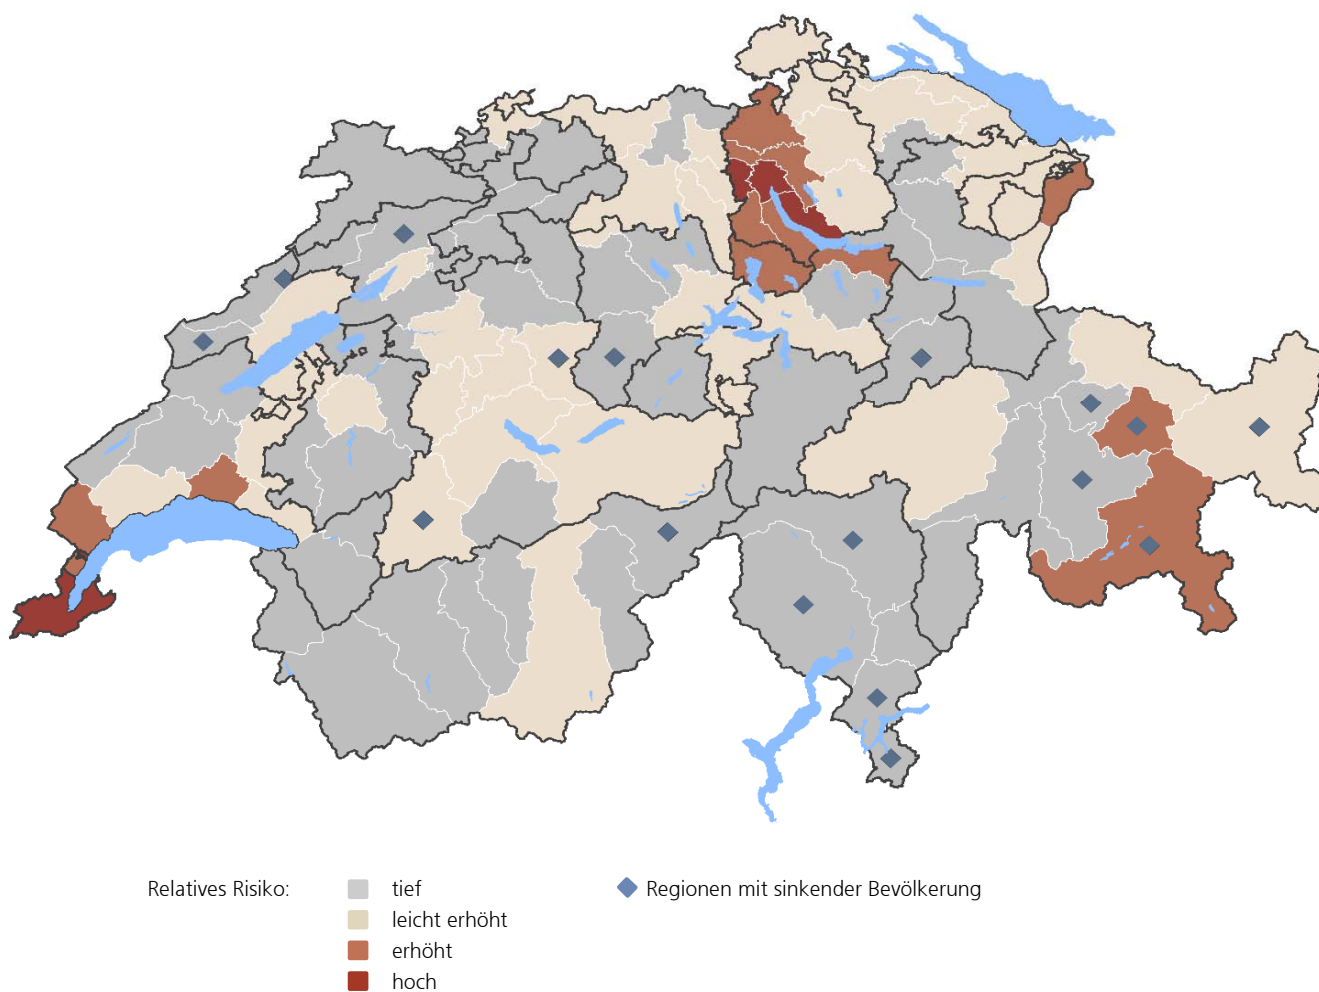 Relatives Risiko:
tief
leicht erhöht
erhöht
hoch
Regionen mit sinkender Bevölkerung